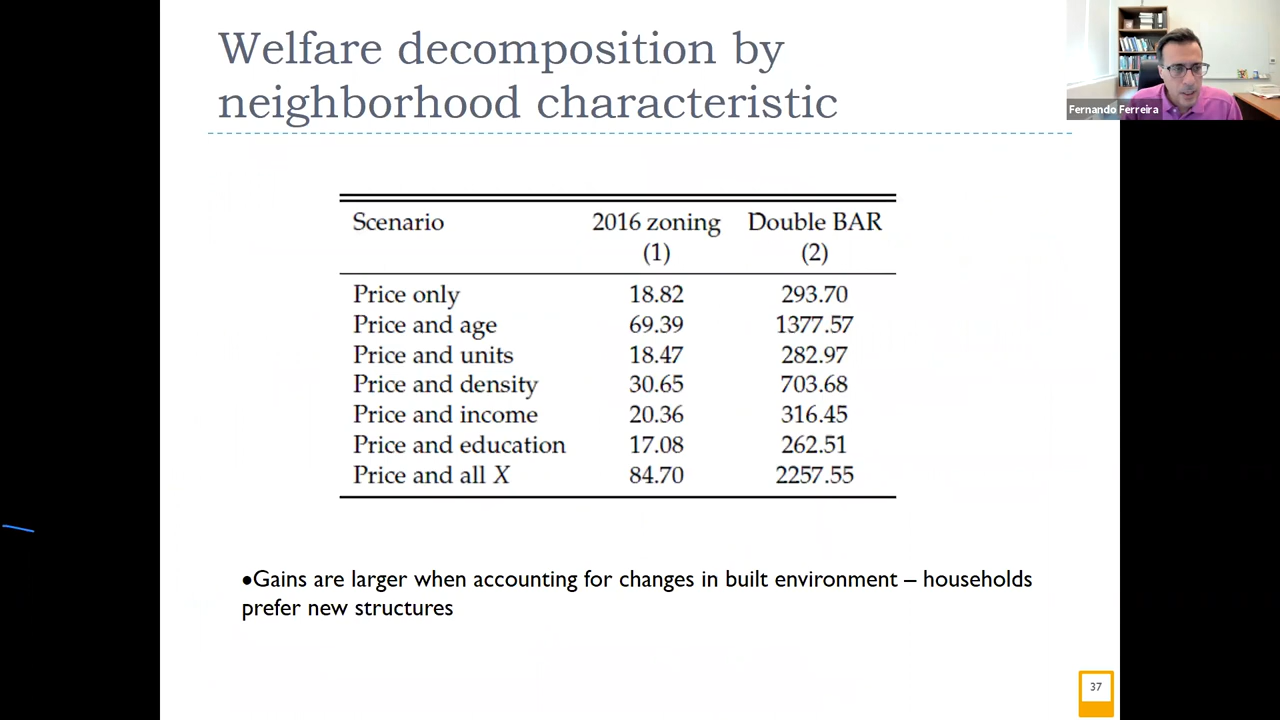 Welfare decomposition by
neighborhood characteristic
Fernando Ferreira
Scenario 2016 zoning Double BAR
(1) (2)
Price only 18.82 293.70
Price and age 69.39 1377.57
Price and units 18.47 282.97
Price and density 30.65 703.68
Price and income 20.36 316.45
Price and education 17.08 262.51
Price and all X 84.70 2257.55
•Gains are larger when accounting for changes in built environment – households
prefer new structures
37